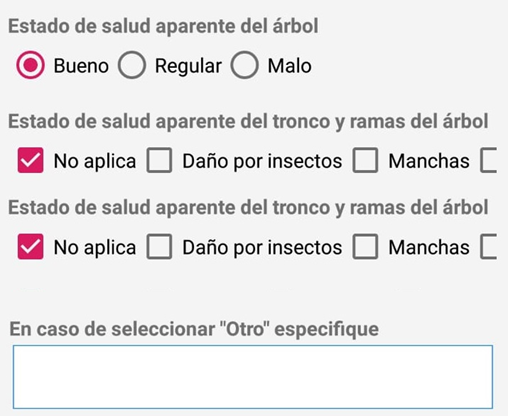 Estado de salud aparente del árbol
Bueno Regular Malo
Estado de salud aparente del tronco y ramas del árbol
No aplica Daño por insectos Manchas
Estado de salud aparente del tronco y ramas del árbol
No aplica Daño por insectos Manchas
En caso de seleccionar "Otro" especifique